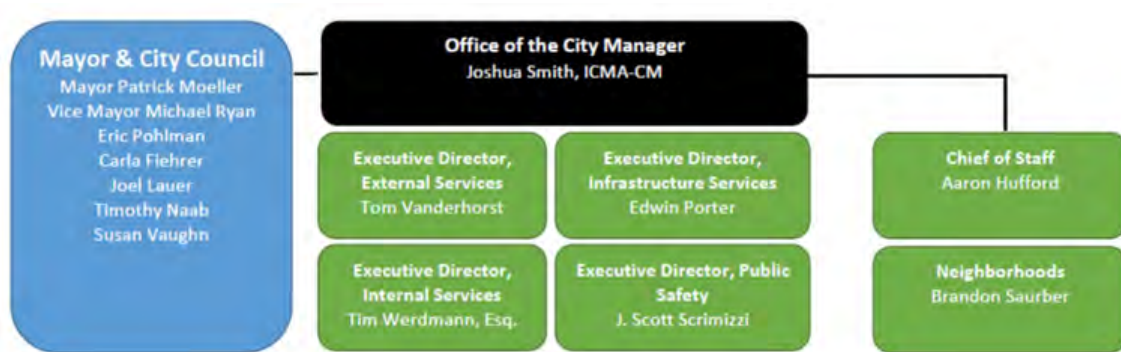 Mayor & City Council
Mayor Patrick Moeller
Vice Mayor Michael Ryan
Eric Pohlman
Carla Fiehrer
Joel Lauer
Timothy Naab
Susan Vaughn
Office of the City Manager
Joshua Smith, ICMA-CM
Executive Director,
External Services
Tom Vanderhorst
Executive Director,
Infrastructure Services
Edwin Porter
Executive Director,
Internal Services
Tim Werdmann, Esq.
Executive Director, Public
Safety
J. Scott Scrimizzi
Chief of Staff
Aaron Hufford
Neighborhoods
Brandon Saurber